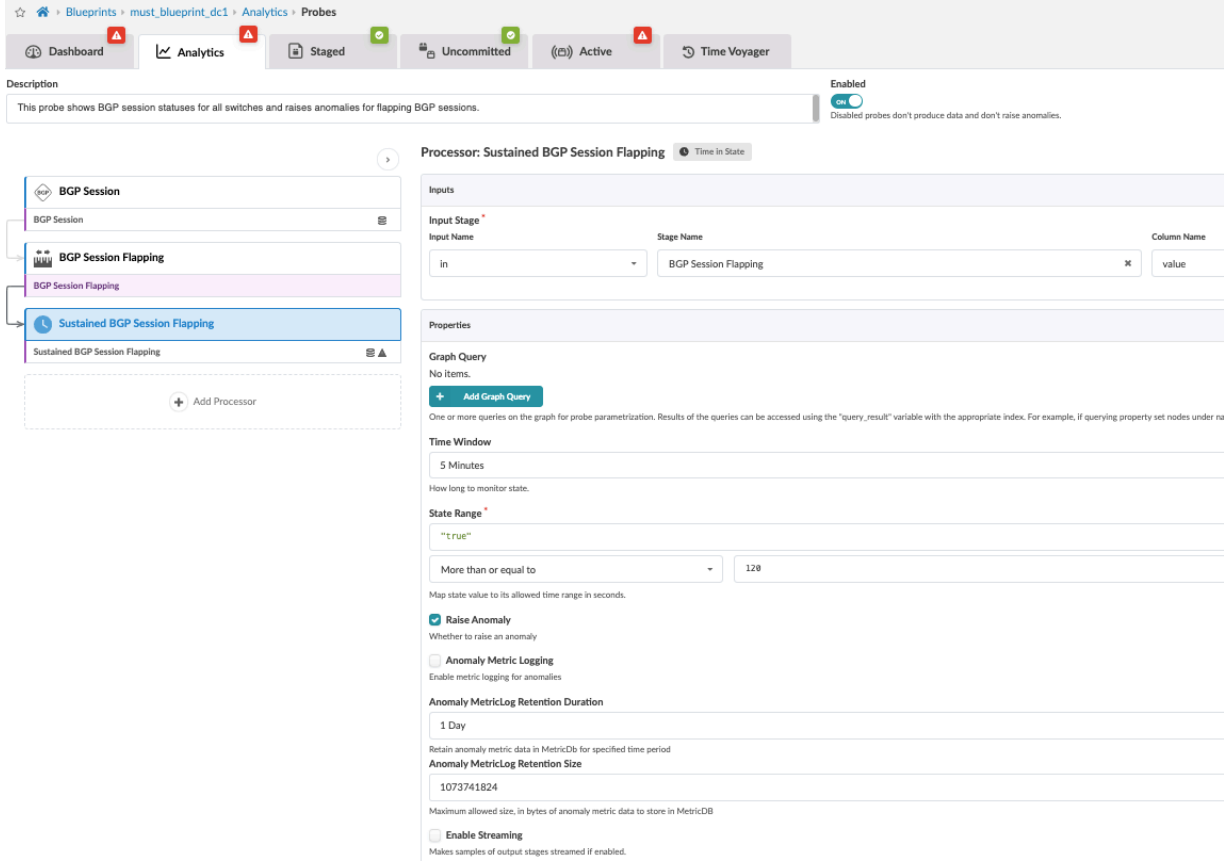 Blueprints › must_blueprint_dc1 › Analytics › Probes
Dashboard
Analytics
Staged
Uncommitted
Active
Time Voyager
Description
This probe shows BGP session statuses for all switches and raises anomalies for flapping BGP sessions.
Enabled
ON
Disabled probes don't produce data and don't raise anomalies.
BGP
BGP Session
BGP Session
BGP Session Flapping
BGP Session Flapping
Sustained BGP Session Flapping
Sustained BGP Session Flapping
Add Processor
Processor: Sustained BGP Session Flapping
Time in State
Inputs
Input Stage *
Input Name
Stage Name
Column Name
in
BGP Session Flapping
value
Properties
Graph Query
No items.
+ Add Graph Query
One or more queries on the graph for probe parametrization. Results of the queries can be accessed using the "query_result" variable with the appropriate index. For example, if querying property set nodes under na
Time Window
5 Minutes
How long to monitor state.
State Range *
"true"
More than or equal to
120
Map state value to its allowed time range in seconds.
Raise Anomaly
Whether to raise an anomaly
Anomaly Metric Logging
Enable metric logging for anomalies
Anomaly MetricLog Retention Duration
1 Day
Retain anomaly metric data in MetricDb for specified time period
Anomaly MetricLog Retention Size
1073741824
Maximum allowed size, in bytes of anomaly metric data to store in MetricDB
Enable Streaming
Makes samples of output stages streamed if enabled.